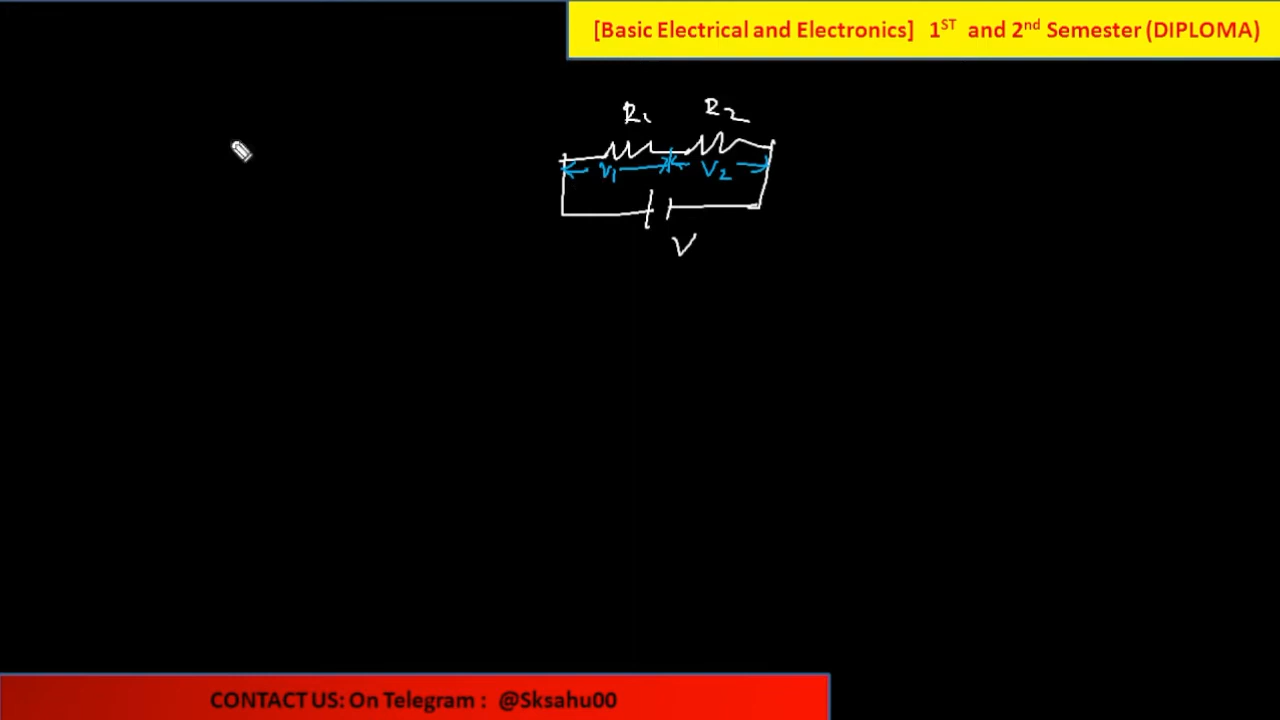 [Basic Electrical and Electronics] 1ST and 2nd Semester (DIPLOMA)
R1 R2
V1 V2
V
CONTACT US: On Telegram : @Sksahu00